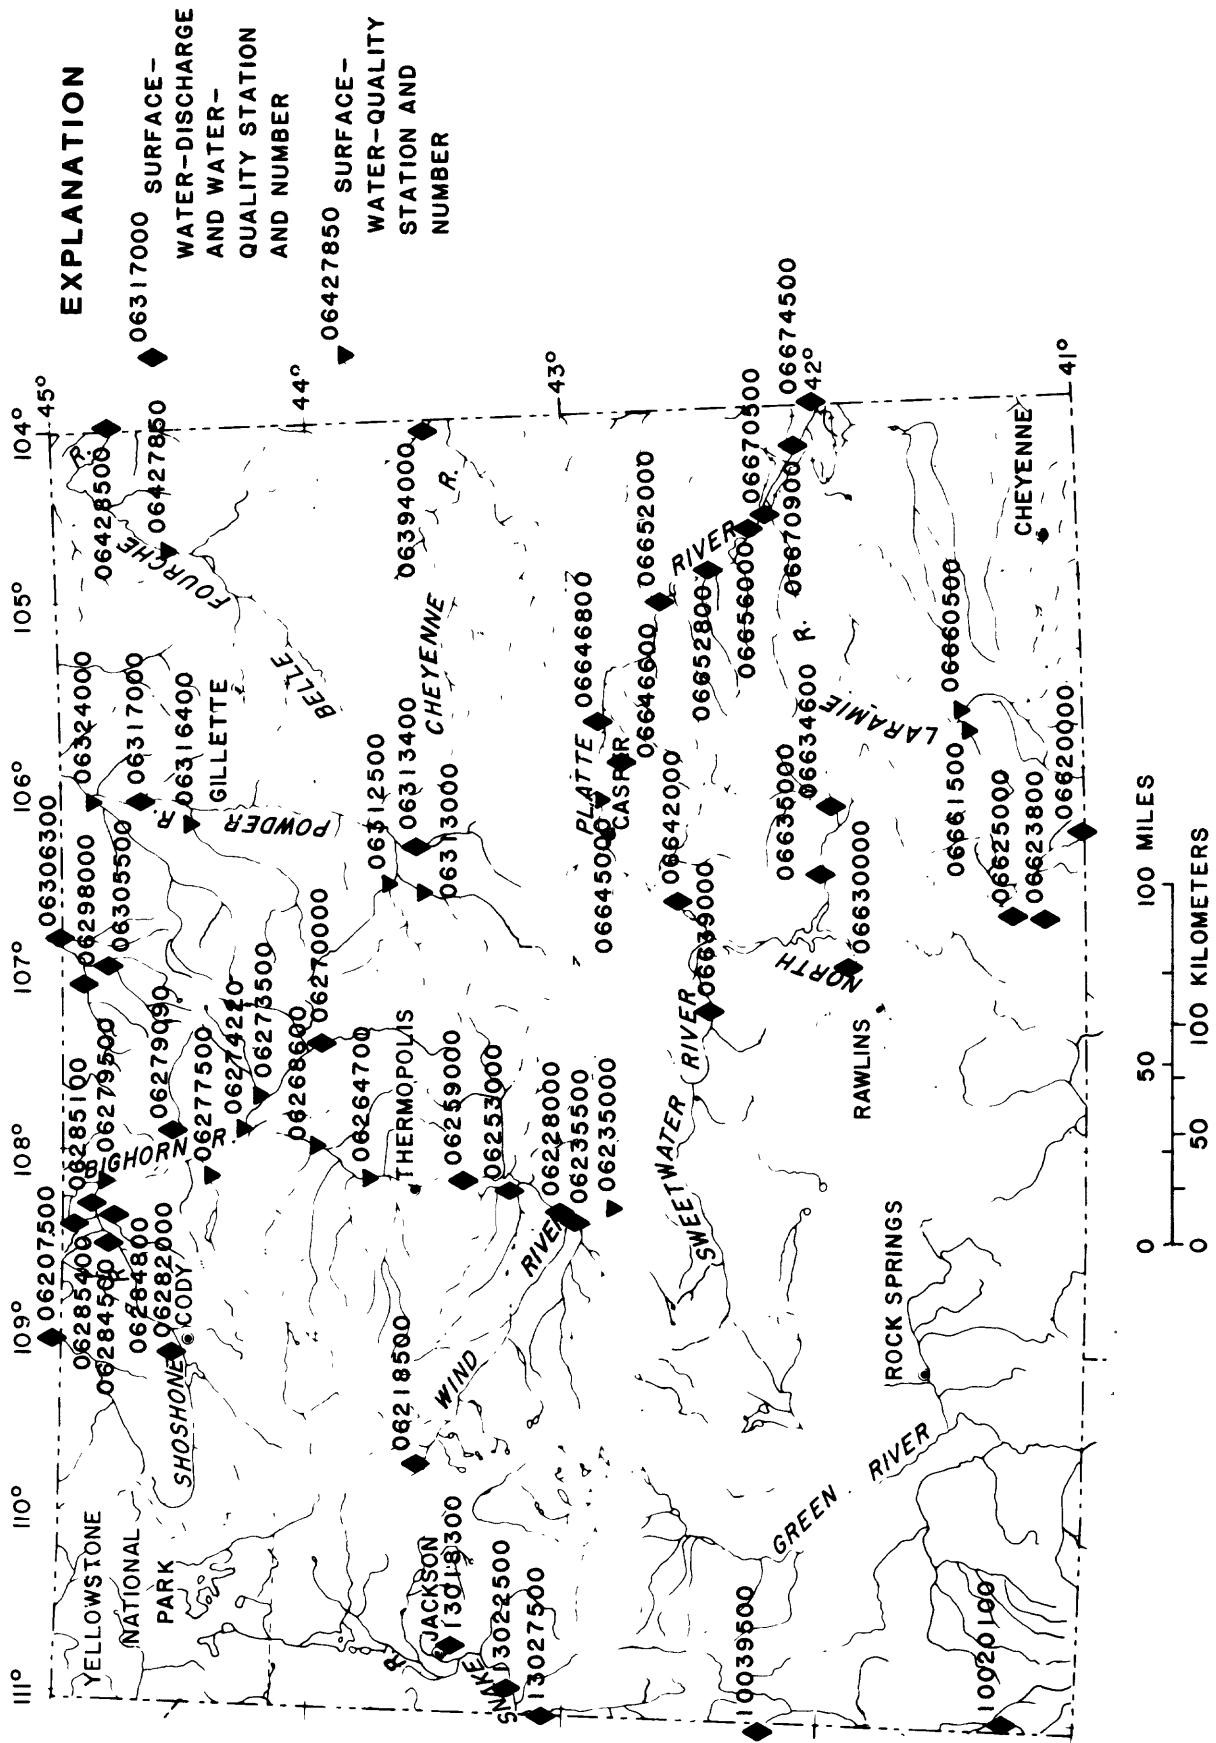 EXPLANATION
06317000 SURFACE-
WATER-DISCHARGE
AND WATER-
QUALITY STATION
AND NUMBER
06427850 SURFACE-
WATER-QUALITY
STATION AND
NUMBER
111°
110°
109°
108°
107°
106°
105°
104°
45°
44°
43°
42°
41°
YELLOWSTONE
NATIONAL
PARK
06207500
06285400
06284500
06284800
06282000
CODY
SHOSHONE
R.
06285100
06279500
BIGHORN R.
06279090
06277500
06274220
06273500
06268600
06270000
06264700
THERMOPOLIS
06259000
06253000
06228000
06235500
06235000
06218500
WIND
RIVER
06306300
06298000
06305500
06324000
06317000
06316400
GILLETTE
POWDER
R.
06312500
06313400
06313000
BELLE
FOURCHE
R.
06428500
06427850
CHEYENNE
R.
06394000
JACKSON
13018300
SNAKE
R.
13022500
13027500
PLATTE
RIVER
CASPER
06645000
06646800
06646600
06652000
06652800
06656000
06670500
06670900
06674500
06642000
06639000
SWEETWATER RIVER
NORTH
06630000
06635000
06634600
RAWLINS
LARAMIE
R.
06660500
06661500
06625000
06623800
06620000
CHEYENNE
ROCK SPRINGS
GREEN RIVER
10039500
10020100
0 50 100 MILES
0 50 100 KILOMETERS